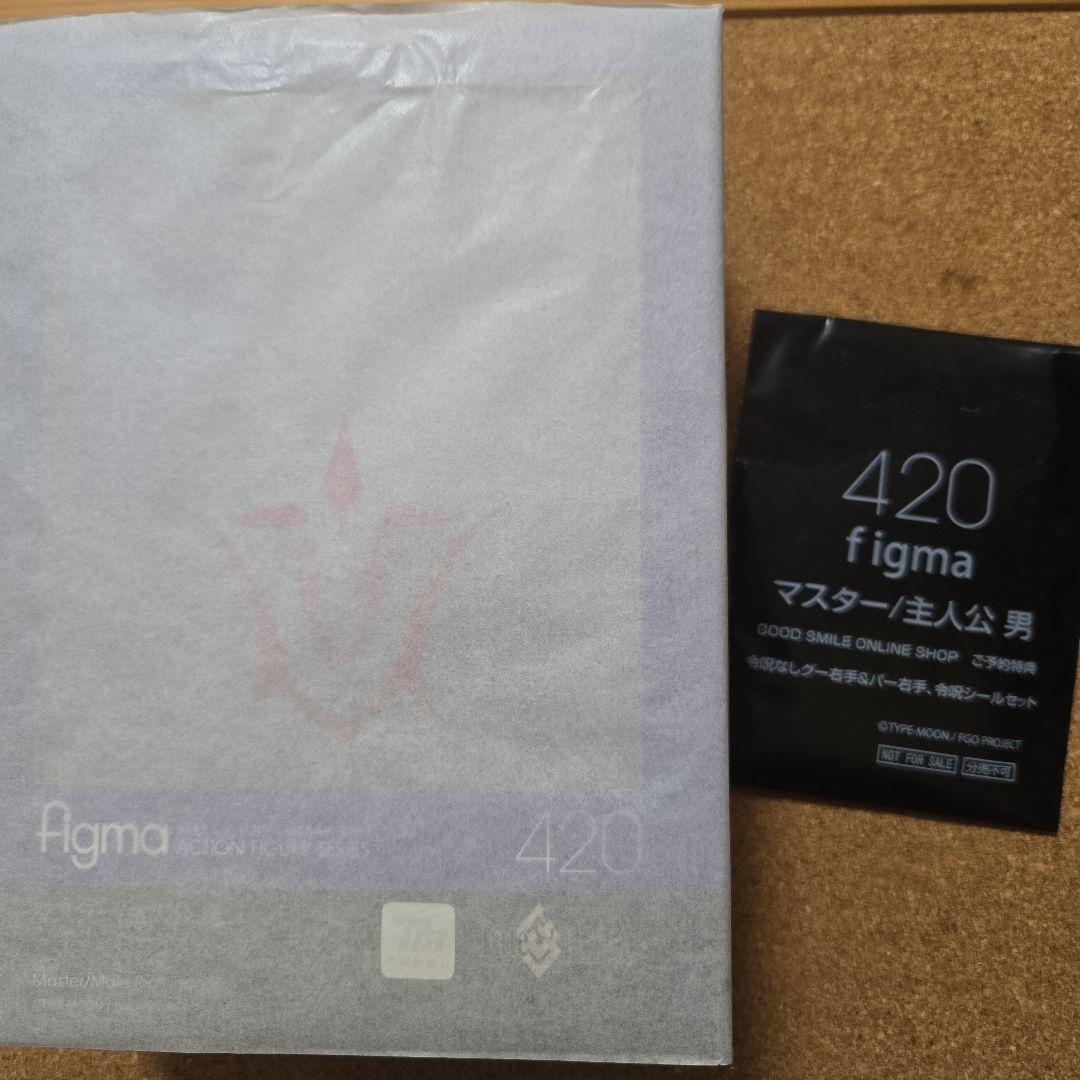 figma
ACTION FIGURE SERIES
420
Master/Male
420
figma
マスター/主人公 男
GOOD SMILE ONLINE SHOP ご予約特典
令呪なしグー右手&パー右手、令呪シールセット
©TYPE-MOON / FGO PROJECT
NOT FOR SALE 分売不可